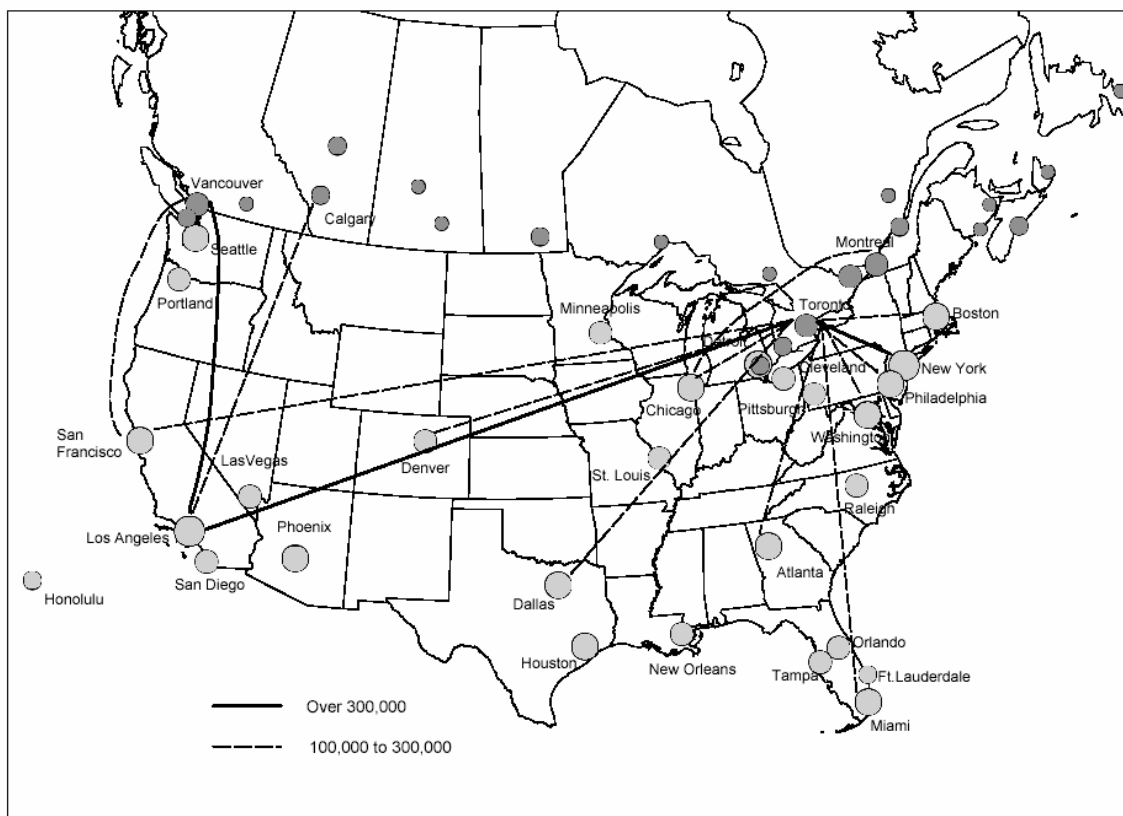 Vancouver
Calgary
Seattle
Montreal
Portland
Minneapolis
Toronto
Boston
Detroit
Cleveland
New York
Chicago
Pittsburgh
Philadelphia
Washington
San
Francisco
LasVegas
Denver
St. Louis
Raleigh
Los Angeles
Phoenix
Atlanta
San Diego
Honolulu
Dallas
Orlando
Houston
New Orleans
Tampa
Ft.Lauderdale
Miami
Over 300,000
100,000 to 300,000